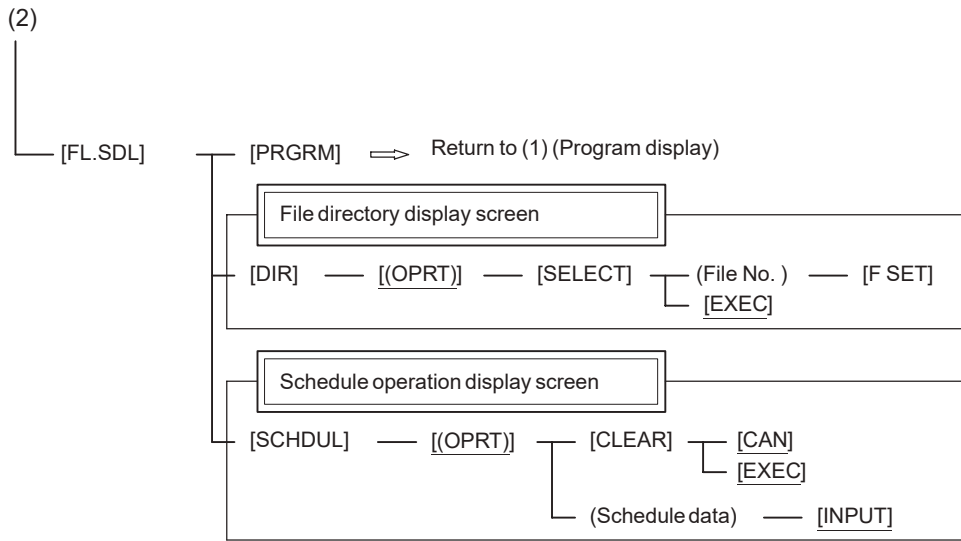 (2)
[FL.SDL] [PRGRM] Return to (1) (Program display)
File directory display screen
[DIR] [(OPRT)] [SELECT] (File No. ) [F SET]
[EXEC]
Schedule operation display screen
[SCHDUL] [(OPRT)] [CLEAR] [CAN]
[EXEC]
(Schedule data) [INPUT]